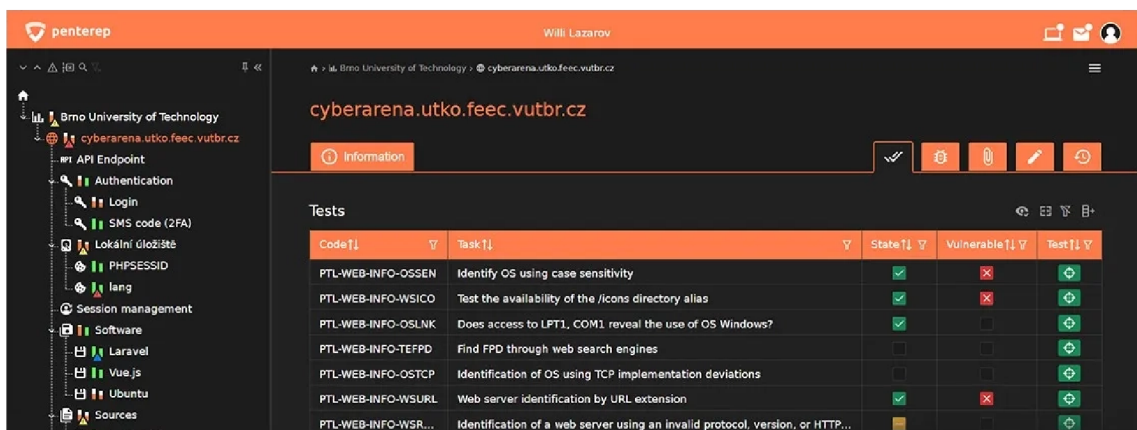 penterep
Willi Lazarov
Brno University of Technology › cyberarena.utko.feec.vutbr.cz
Brno University of Technology
cyberarena.utko.feec.vutbr.cz
API API Endpoint
Authentication
Login
SMS code (2FA)
Lokální úložiště
PHPSESSID
lang
Session management
Software
Laravel
Vue.js
Ubuntu
Sources
cyberarena.utko.feec.vutbr.cz
Information
Tests
Code Task State Vulnerable Test
PTL-WEB-INFO-OSSEN Identify OS using case sensitivity
PTL-WEB-INFO-WSICO Test the availability of the /icons directory alias
PTL-WEB-INFO-OSLNK Does access to LPT1, COM1 reveal the use of OS Windows?
PTL-WEB-INFO-TEFPD Find FPD through web search engines
PTL-WEB-INFO-OSTCP Identification of OS using TCP implementation deviations
PTL-WEB-INFO-WSURL Web server identification by URL extension
PTL-WEB-INFO-WSR... Identification of a web server using an invalid protocol, version, or HTTP...